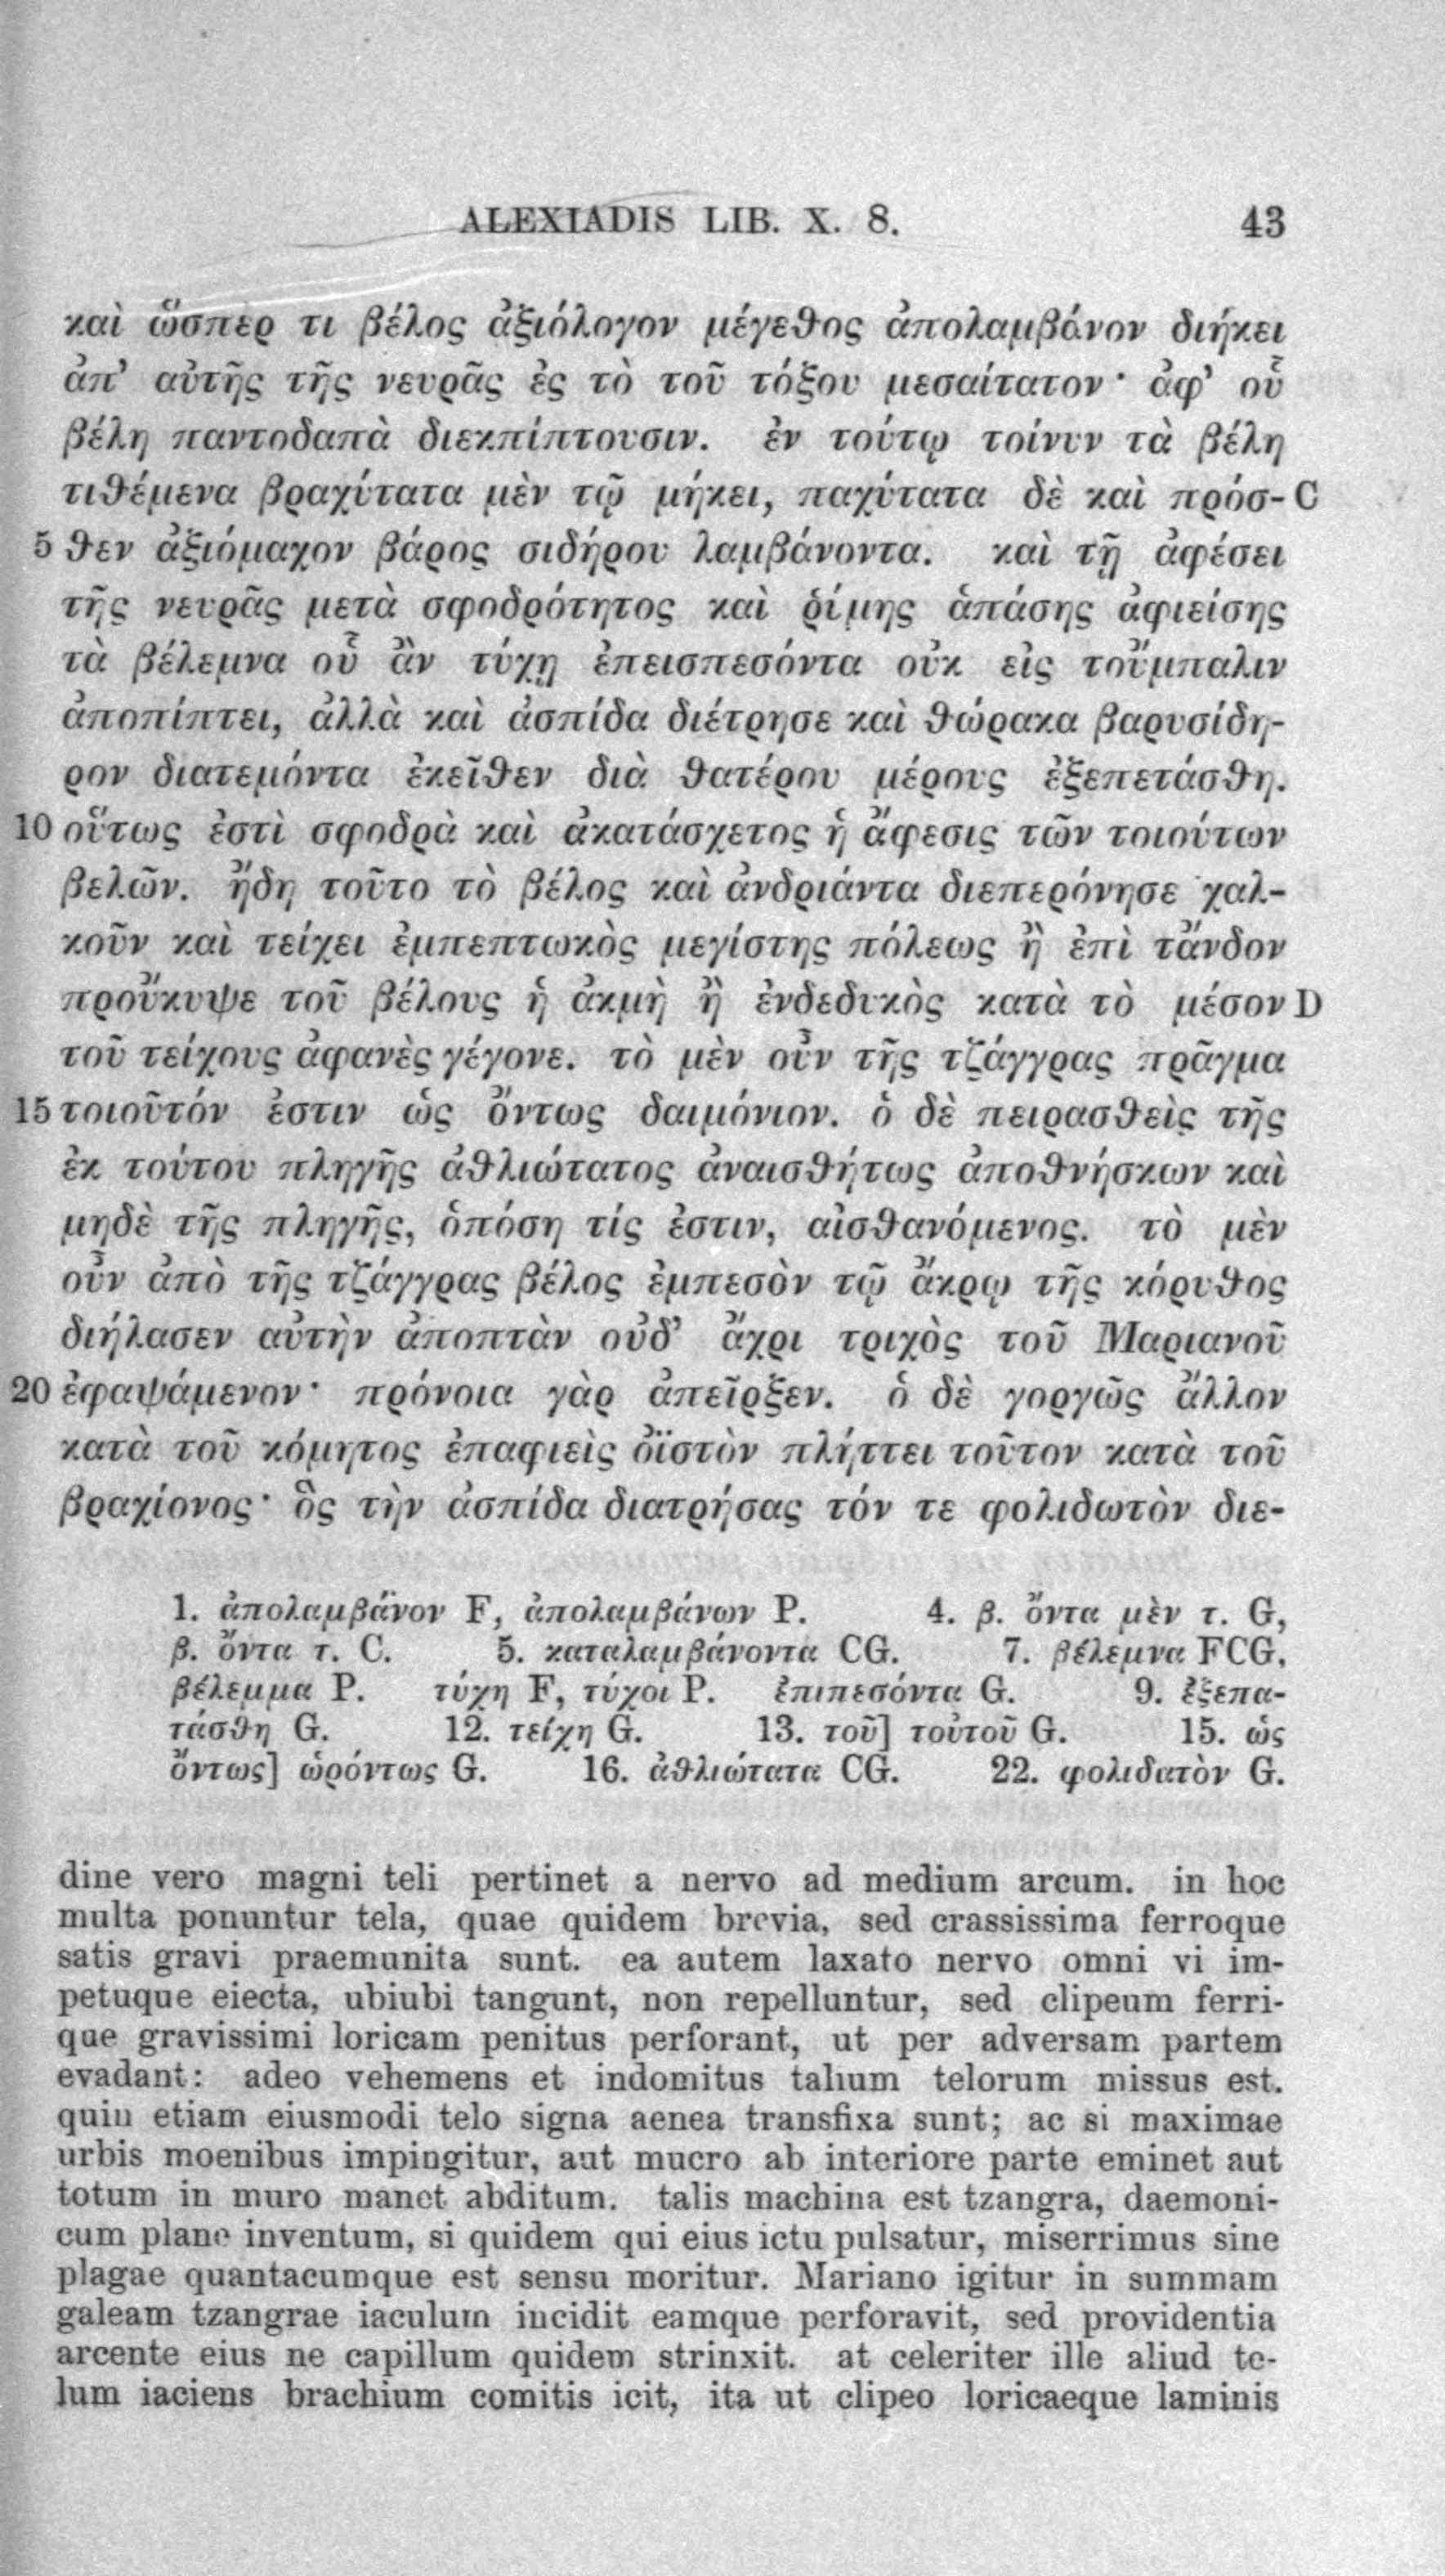 ALEXIADIS LIB. X. 8. 43
καὶ ὥσπερ τι βέλος ἀξιόλογον μέγεθος ἀπολαμβάνον διήκει
ἀπ’ αὐτῆς τῆς νευρᾶς ἐς τὸ τοῦ τόξου μεσαίτατον· ἀφ’ οὗ
βέλη παντοδαπὰ διεκπίπτουσιν. ἐν τούτῳ τοίνυν τὰ βέλη
τιθέμενα βραχύτατα μὲν τῷ μήκει, παχύτατα δὲ καὶ πρόσ- C
5 θεν ἀξιόμαχον βάρος σιδήρου λαμβάνοντα. καὶ τῇ ἀφέσει
τῆς νευρᾶς μετὰ σφοδρότητος καὶ ῥύμης ἁπάσης ἀφιείσης
τὰ βέλεμνα οὗ ἂν τύχῃ ἐπεισπεσόντα οὐκ εἰς τοὔμπαλιν
ἀποπίπτει, ἀλλὰ καὶ ἀσπίδα διέτρησε καὶ θώρακα βαρυσίδη-
ρον διατεμόντα ἐκεῖθεν διὰ θατέρου μέρους ἐξεπετάσθη.
10 οὕτως ἐστὶ σφοδρὰ καὶ ἀκατάσχετος ἡ ἄφεσις τῶν τοιούτων
βελῶν. ἤδη τοῦτο τὸ βέλος καὶ ἀνδριάντα διεπερόνησε χαλ-
κοῦν καὶ τείχει ἐμπεπτωκὸς μεγίστης πόλεως ἢ ἐπὶ τἄνδον
προὔκυψε τοῦ βέλους ἡ ἀκμὴ ἢ ἐνδεδυκὸς κατὰ τὸ μέσον D
τοῦ τείχους ἀφανὲς γέγονε. τὸ μὲν οὖν τῆς τζάγγρας πρᾶγμα
15 τοιοῦτόν ἐστιν ὡς ὄντως δαιμόνιον. ὁ δὲ πειρασθεὶς τῆς
ἐκ τούτου πληγῆς ἀθλιώτατος ἀναισθήτως ἀποθνήσκων καὶ
μηδὲ τῆς πληγῆς, ὁπόση τίς ἐστιν, αἰσθανόμενος. τὸ μὲν
οὖν ἀπὸ τῆς τζάγγρας βέλος ἐμπεσὸν τῷ ἄκρῳ τῆς κόρυθος
διήλασεν αὐτὴν ἀποπτὰν οὐδ’ ἄχρι τριχὸς τοῦ Μαριανοῦ
20 ἐφαψάμενον· πρόνοια γὰρ ἀπεῖρξεν. ὁ δὲ γοργῶς ἄλλον
κατὰ τοῦ κόμητος ἐπαφιεὶς ὀϊστὸν πλήττει τοῦτον κατὰ τοῦ
βραχίονος· ὃς τὴν ἀσπίδα διατρήσας τόν τε φολιδωτὸν διε-
1. ἀπολαμβάνον F, ἀπολαμβάνων P. 4. β. ὄντα μὲν τ. G,
β. ὄντα τ. C. 5. καταλαμβάνοντα CG. 7. βέλεμνα FCG,
βέλεμμα P. τύχη F, τύχοι P. ἐπιπεσόντα G. 9. ἐξεπα-
τάσθη G. 12. τείχη G. 13. τοῦ] τούτοῦ G. 15. ὡς
ὄντως] ὡρόντως G. 16. ἀθλιώτατα CG. 22. φολιδατὸν G.
dine vero magni teli pertinet a nervo ad medium arcum. in hoc
multa ponuntur tela, quae quidem brevia, sed crassissima ferroque
satis gravi praemunita sunt. ea autem laxato nervo omni vi im-
petuque eiecta, ubiubi tangunt, non repelluntur, sed clipeum ferri-
que gravissimi loricam penitus perforant, ut per adversam partem
evadant: adeo vehemens et indomitus talium telorum missus est.
quin etiam eiusmodi telo signa aenea transfixa sunt; ac si maximae
urbis moenibus impingitur, aut mucro ab interiore parte eminet aut
totum in muro manet abditum. talis machina est tzangra, daemoni-
cum plane inventum, si quidem qui eius ictu pulsatur, miserrimus sine
plagae quantacumque est sensu moritur. Mariano igitur in summam
galeam tzangrae iaculum incidit eamque perforavit, sed providentia
arcente eius ne capillum quidem strinxit. at celeriter ille aliud te-
lum iaciens brachium comitis icit, ita ut clipeo loricaeque laminis